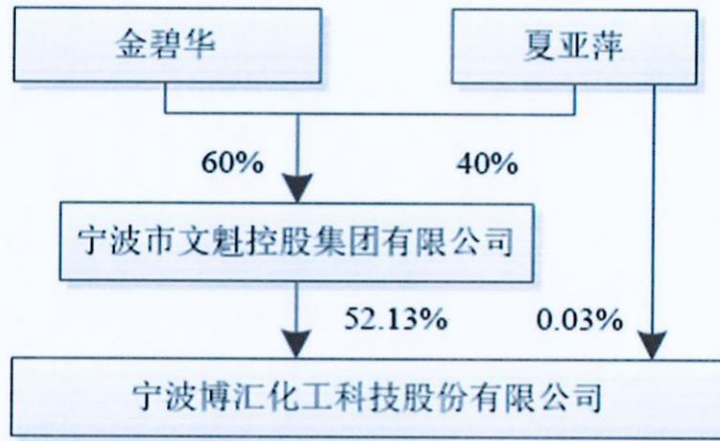 金碧华
夏亚萍
60%
40%
宁波市文魁控股集团有限公司
52.13%
0.03%
宁波博汇化工科技股份有限公司